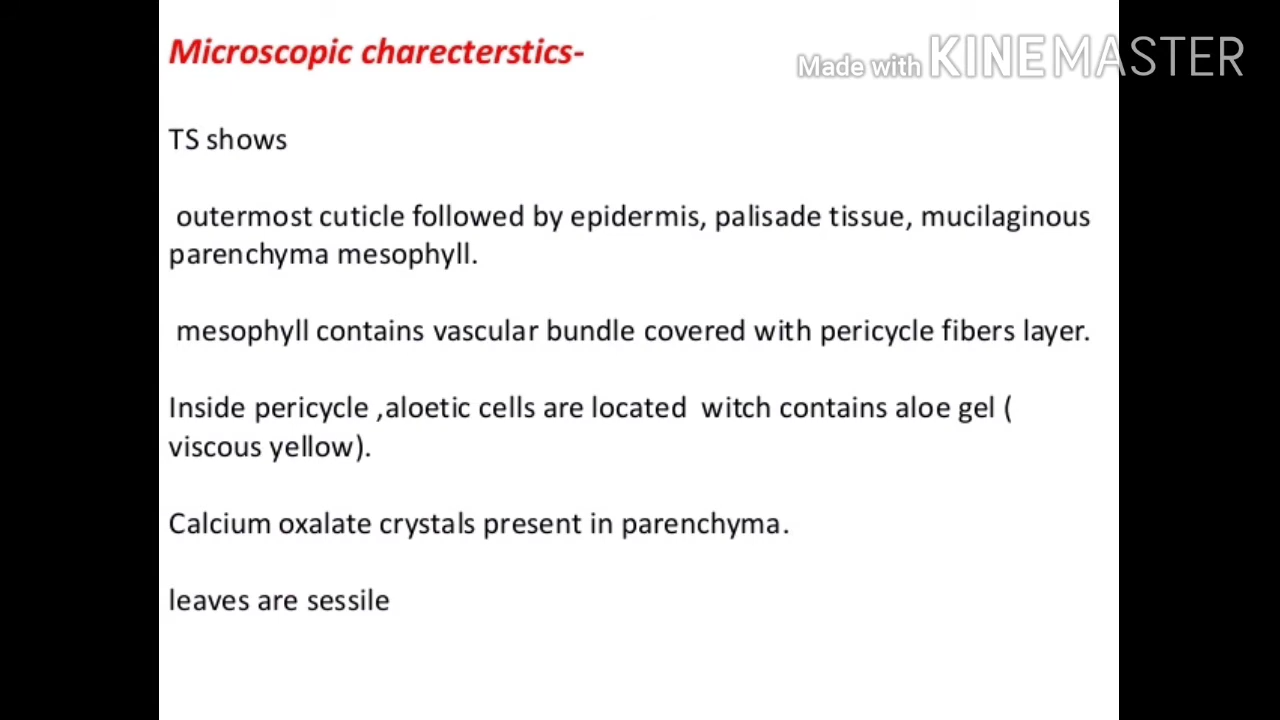 Microscopic charecterstics-
Made with KINEMASTER
TS shows
outermost cuticle followed by epidermis, palisade tissue, mucilaginous
parenchyma mesophyll.
mesophyll contains vascular bundle covered with pericycle fibers layer.
Inside pericycle ,aloetic cells are located witch contains aloe gel (
viscous yellow).
Calcium oxalate crystals present in parenchyma.
leaves are sessile